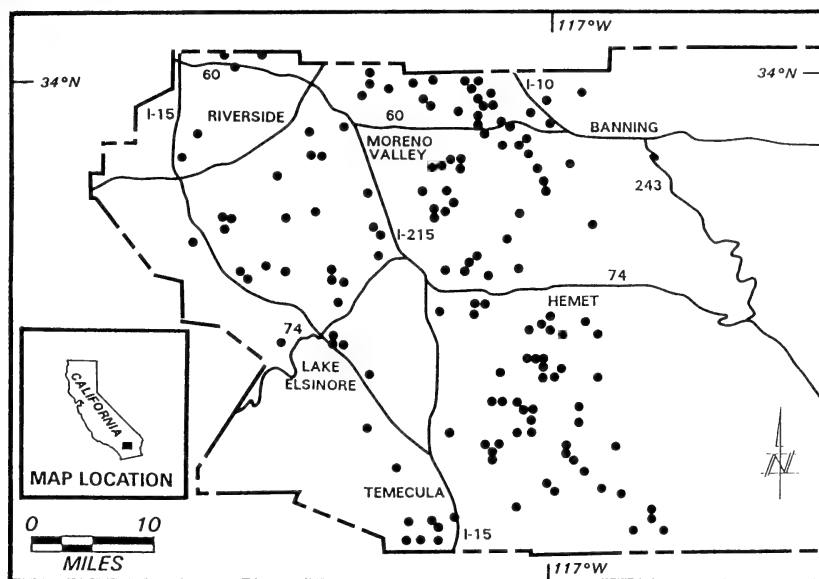 117°W
34°N
34°N
60
I-10
I-15
RIVERSIDE
60
BANNING
MORENO
VALLEY
243
I-215
74
HEMET
74
LAKE
ELSINORE
CALIFORNIA
MAP LOCATION
N
TEMECULA
0 10
MILES
I-15
117°W